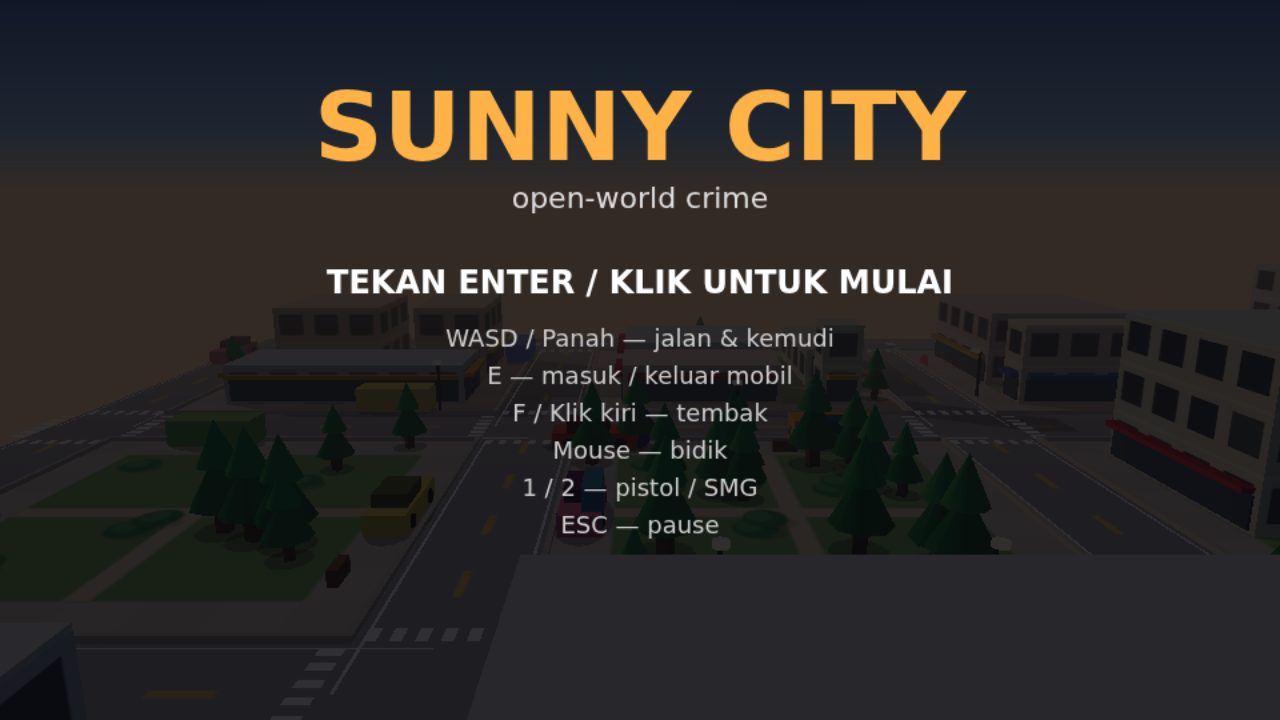 SUNNY CITY
open-world crime
TEKAN ENTER / KLIK UNTUK MULAI
WASD / Panah — jalan & kemudi
E — masuk / keluar mobil
F / Klik kiri — tembak
Mouse — bidik
1 / 2 — pistol / SMG
ESC — pause